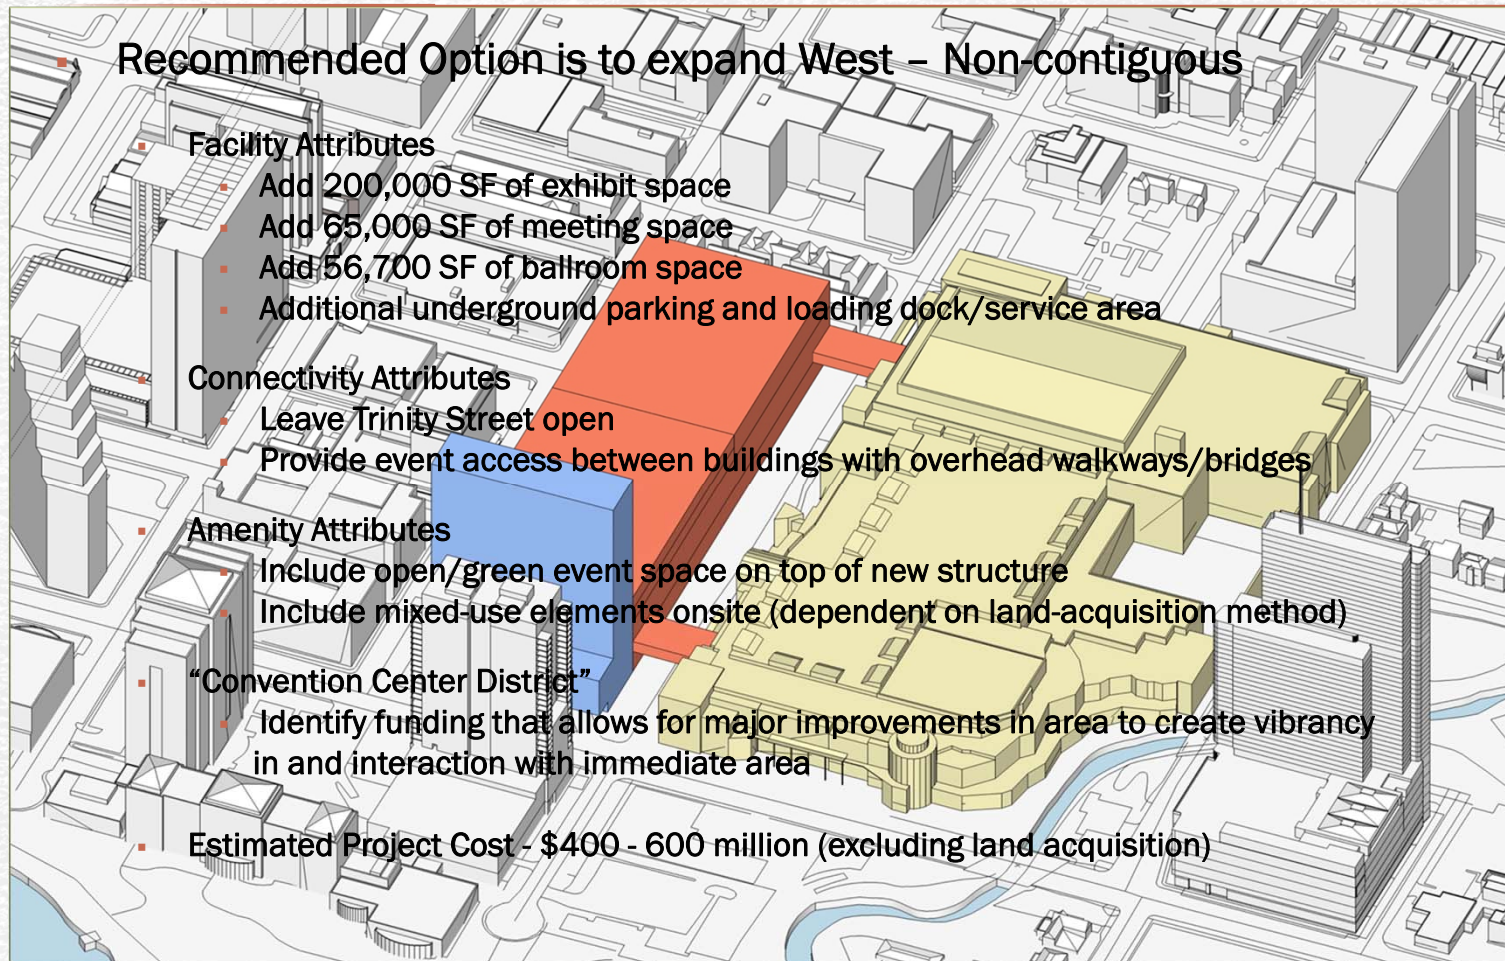 Recommended Option is to expand West – Non-contiguous
Facility Attributes
Add 200,000 SF of exhibit space
Add 65,000 SF of meeting space
Add 56,700 SF of ballroom space
Additional underground parking and loading dock/service area
Connectivity Attributes
Leave Trinity Street open
Provide event access between buildings with overhead walkways/bridges
Amenity Attributes
Include open/green event space on top of new structure
Include mixed-use elements onsite (dependent on land-acquisition method)
“Convention Center District”
Identify funding that allows for major improvements in area to create vibrancy
in and interaction with immediate area
Estimated Project Cost - $400 - 600 million (excluding land acquisition)